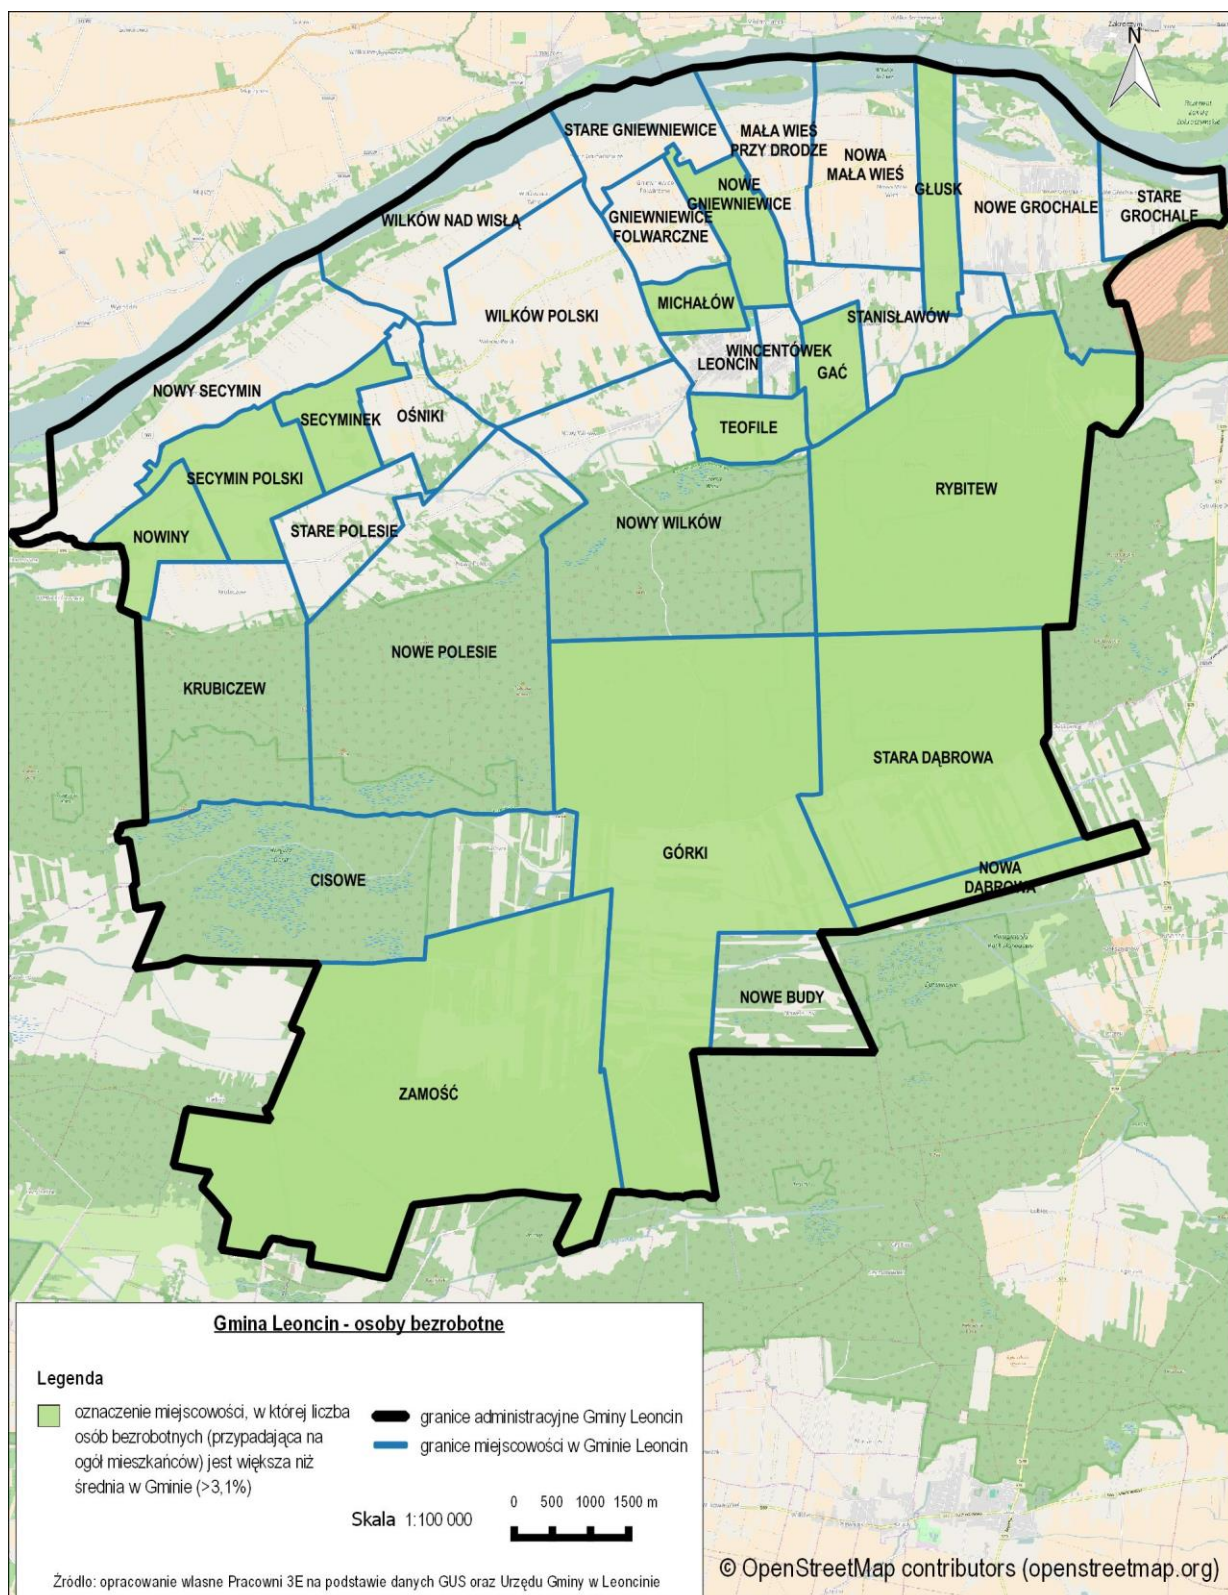 N
STARE GNIEWNIEWICE
MAŁA WIEŚ
PRZY DRODZE
NOWA
MAŁA WIEŚ
NOWE
GNIEWNIEWICE
GŁUSK
NOWE GROCHALE
STARE
GROCHALE
WILKÓW NAD WISŁĄ
GNIEWNIEWICE
FOLWARCZNE
MICHAŁÓW
WILKÓW POLSKI
STANISŁAWÓW
WINCENTÓWEK
LEONCIN
GAĆ
NOWY SECYMIN
SECYMINEK
OŚNIKI
TEOFILE
SECYMIN POLSKI
RYBITEW
NOWINY
STARE POLESIE
NOWY WILKÓW
NOWE POLESIE
KRUBICZEW
STARA DĄBROWA
GÓRKI
CISOWE
NOWA
DĄBROWA
NOWE BUDY
ZAMOŚĆ
Gmina Leoncin - osoby bezrobotne
Legenda
oznaczenie miejscowości, w której liczba
osób bezrobotnych (przypadająca na
ogół mieszkańców) jest większa niż
średnia w Gminie (>3,1%)
granice administracyjne Gminy Leoncin
granice miejscowości w Gminie Leoncin
Skala 1:100 000
0 500 1000 1500 m
Źródło: opracowanie własne Pracowni 3E na podstawie danych GUS oraz Urzędu Gminy w Leoncinie
© OpenStreetMap contributors (openstreetmap.org)